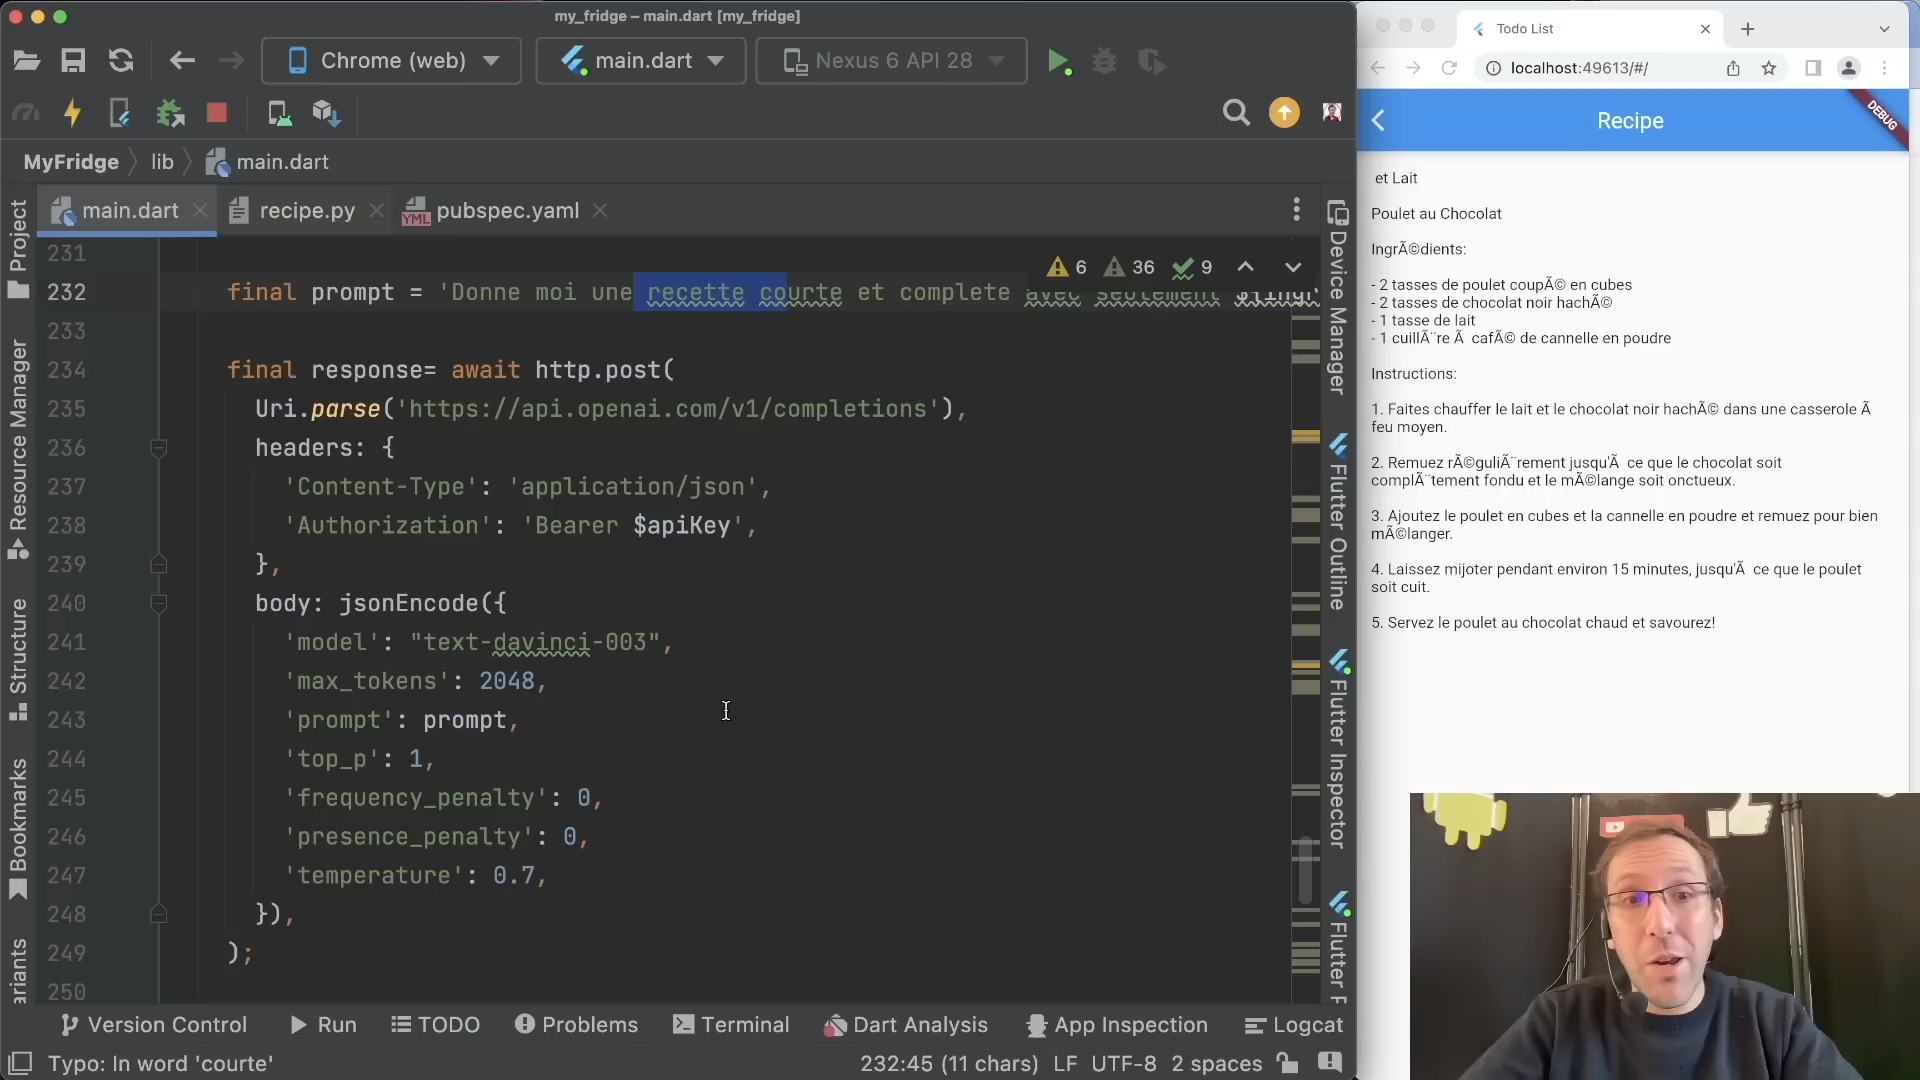 my_fridge – main.dart [my_fridge]
Chrome (web)
main.dart
Nexus 6 API 28
MyFridge
lib
main.dart
main.dart
recipe.py
pubspec.yaml
6
36
9
231
232 final prompt = 'Donne moi une recette courte et complete avec seulement $lingr
233
234 final response= await http.post(
235 Uri.parse('https://api.openai.com/v1/completions'),
236 headers: {
237 'Content-Type': 'application/json',
238 'Authorization': 'Bearer $apiKey',
239 },
240 body: jsonEncode({
241 'model': "text-davinci-003",
242 'max_tokens': 2048,
243 'prompt': prompt,
244 'top_p': 1,
245 'frequency_penalty': 0,
246 'presence_penalty': 0,
247 'temperature': 0.7,
248 }),
249 );
250
Project
Resource Manager
Structure
Bookmarks
ariants
Device Manager
Flutter Outline
Flutter Inspector
Flutter
Version Control
Run
TODO
Problems
Terminal
Dart Analysis
App Inspection
Logcat
Typo: In word 'courte'
232:45 (11 chars)
LF
UTF-8
2 spaces
Todo List
localhost:49613/#/
Recipe
DEBUG
et Lait
Poulet au Chocolat
IngrÃ©dients:
- 2 tasses de poulet coupÃ© en cubes
- 2 tasses de chocolat noir hachÃ©
- 1 tasse de lait
- 1 cuillÃ¨re Ã  cafÃ© de cannelle en poudre
Instructions:
1. Faites chauffer le lait et le chocolat noir hachÃ© dans une casserole Ã
feu moyen.
2. Remuez rÃ©guliÃ¨rement jusqu'Ã  ce que le chocolat soit
complÃ¨tement fondu et le mÃ©lange soit onctueux.
3. Ajoutez le poulet en cubes et la cannelle en poudre et remuez pour bien
mÃ©langer.
4. Laissez mijoter pendant environ 15 minutes, jusqu'Ã  ce que le poulet
soit cuit.
5. Servez le poulet au chocolat chaud et savourez!